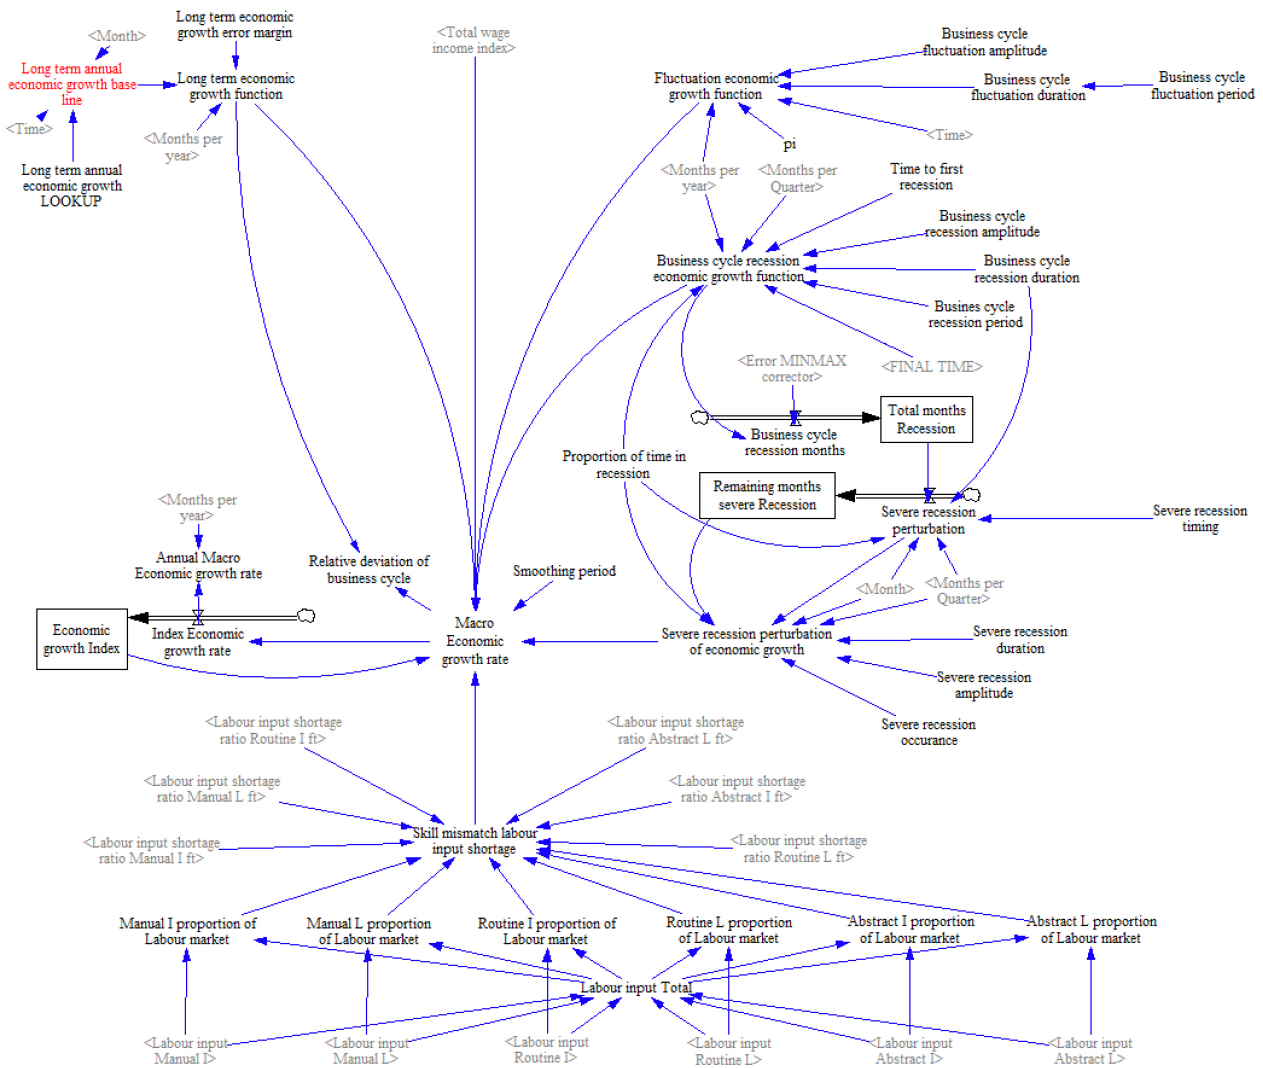 Long term economic
growth error margin
<Month>
<Total wage
income index>
Business cycle
fluctuation amplitude
Long term annual
economic growth base
line
Long term economic
growth function
Fluctuation economic
growth function
Business cycle
fluctuation duration
Business cycle
fluctuation period
<Time>
<Months per
year>
pi
<Time>
Long term annual
economic growth
LOOKUP
<Months per
year>
<Months per
Quarter>
Time to first
recession
Business cycle
recession amplitude
Business cycle recession
economic growth function
Business cycle
recession duration
Busines cycle
recession period
<Error MINMAX
corrector>
<FINAL TIME>
Total months
Recession
Business cycle
recession months
Proportion of time in
recession
Remaining months
severe Recession
<Months per
year>
Severe recession
perturbation
Severe recession
timing
Annual Macro
Economic growth rate
Relative deviation of
business cycle
Smoothing period
<Month>
<Months per
Quarter>
Economic
growth Index
Index Economic
growth rate
Macro
Economic
growth rate
Severe recession perturbation
of economic growth
Severe recession
duration
Severe recession
amplitude
Severe recession
occurance
<Labour input shortage
ratio Routine I ft>
<Labour input shortage
ratio Abstract L ft>
<Labour input shortage
ratio Manual L ft>
<Labour input shortage
ratio Abstract I ft>
<Labour input shortage
ratio Manual I ft>
Skill mismatch labour
input shortage
<Labour input shortage
ratio Routine L ft>
Manual I proportion of
Labour market
Manual L proportion
of Labour market
Routine I proportion of
Labour market
Routine L proportion
of Labour market
Abstract I proportion
of Labour market
Abstract L proportion
of Labour market
Labour input Total
<Labour input
Manual I>
<Labour input
Manual L>
<Labour input
Routine I>
<Labour input
Routine L>
<Labour input
Abstract I>
<Labour input
Abstract L>